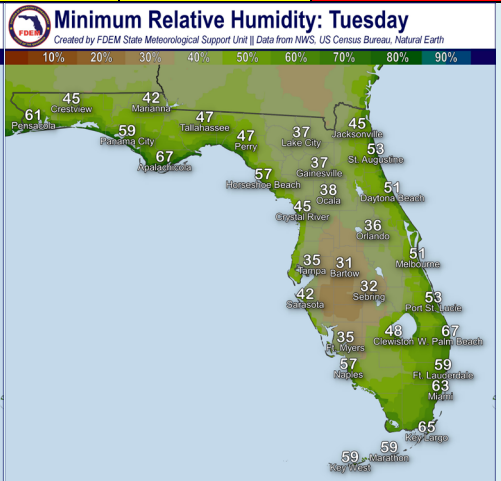 FDEM
Minimum Relative Humidity: Tuesday
Created by FDEM State Meteorological Support Unit || Data from NWS, US Census Bureau, Natural Earth
10% 20% 30% 40% 50% 60% 70% 80% 90%
45
Crestview
42
Marianna
61
Pensacola
59
Panama City
47
Tallahassee
67
Apalachicola
47
Perry
37
Lake City
45
Jacksonville
53
St. Augustine
57
Horseshoe Beach
37
Gainesville
38
Ocala
51
Daytona Beach
45
Crystal River
36
Orlando
35
Tampa
31
Bartow
51
Melbourne
42
Sarasota
32
Sebring
53
Port St. Lucie
35
Ft. Myers
48
Clewiston
67
W. Palm Beach
57
Naples
59
Ft. Lauderdale
63
Miami
65
Key Largo
59
Marathon
59
Key West